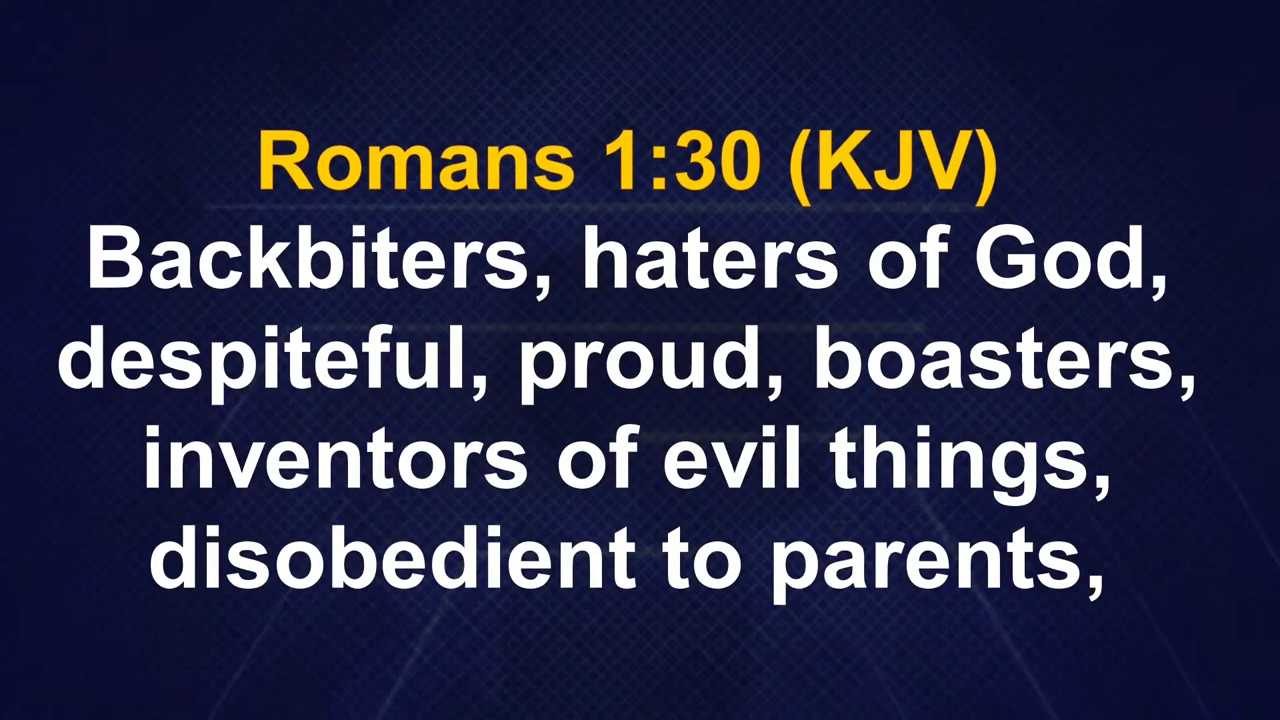 Romans 1:30 (KJV)
Backbiters, haters of God,
despiteful, proud, boasters,
inventors of evil things,
disobedient to parents,